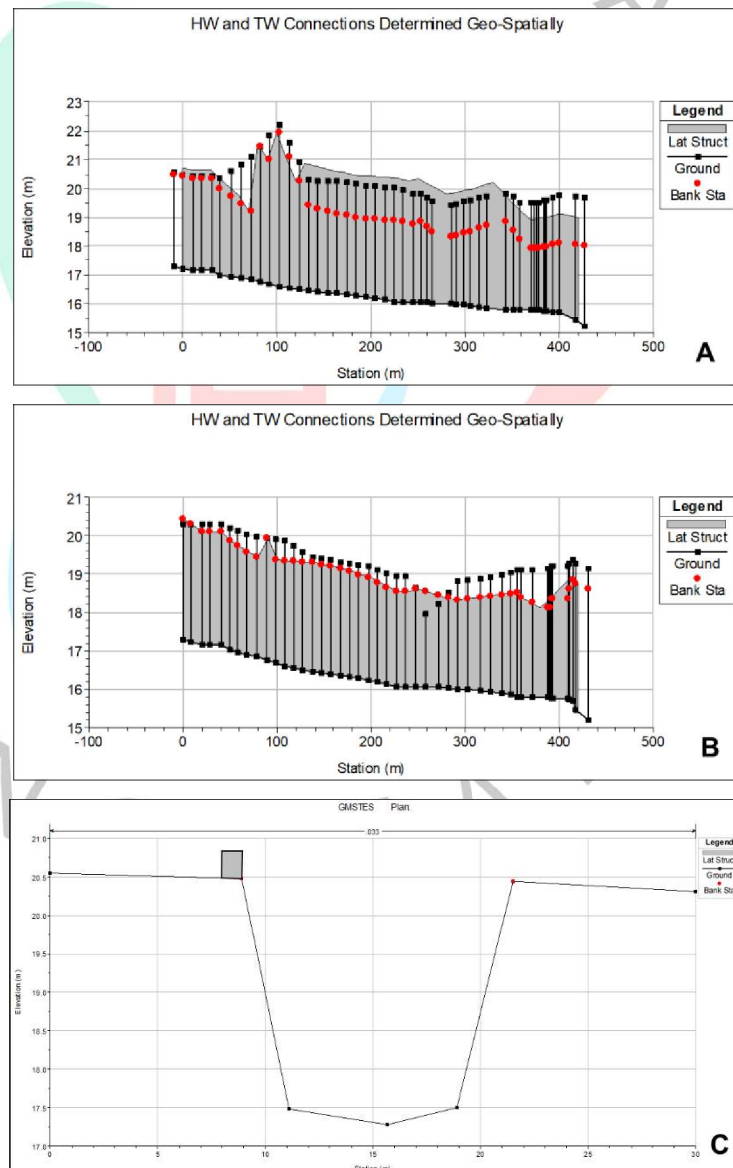 HW and TW Connections Determined Geo-Spatially
Elevation (m)
23
22
21
20
19
18
17
16
15
-100 0 100 200 300 400 500
Station (m)
Legend
Lat Struct
Ground
Bank Sta
A
HW and TW Connections Determined Geo-Spatially
Elevation (m)
21
20
19
18
17
16
15
-100 0 100 200 300 400 500
Station (m)
Legend
Lat Struct
Ground
Bank Sta
B
GMSTES Plan:
.033
Elevation (m)
21.0
20.5
20.0
19.5
19.0
18.5
18.0
17.5
17.0
0 5 10 15 20 25 30
Station (m)
Legend
Lat Struct
Ground
Bank Sta
C